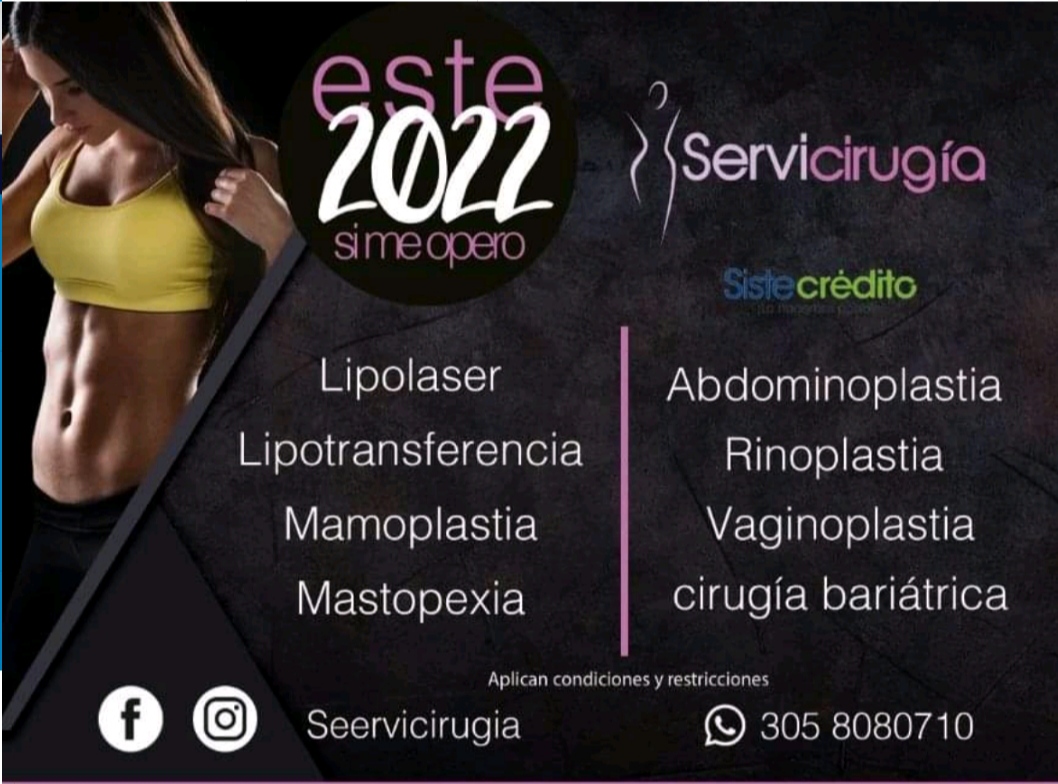 este
2022
si me opero
Servicirugía
Sistecrédito
Lipolaser
Lipotransferencia
Mamoplastia
Mastopexia
Abdominoplastia
Rinoplastia
Vaginoplastia
cirugía bariátrica
Aplican condiciones y restricciones
Seervicirugia
305 8080710